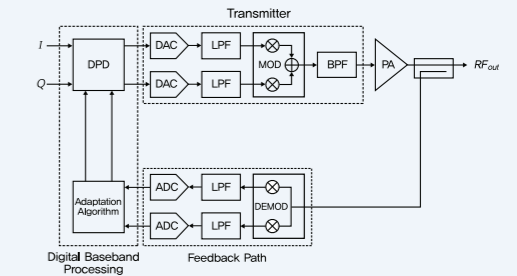 Transmitter
I
Q
DPD
DAC
LPF
DAC
LPF
MOD
BPF
PA
RFout
Adaptation
Algorithm
ADC
LPF
ADC
LPF
DEMOD
Digital Baseband
Processing
Feedback Path